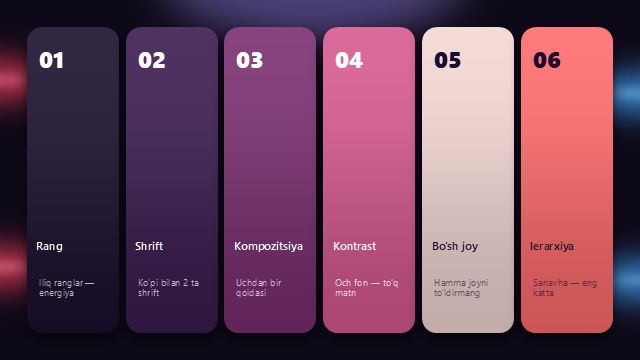 01
Rang
Iliq ranglar —
energiya
02
Shrift
Ko'pi bilan 2 ta
shrift
03
Kompozitsiya
Uchdan bir
qoidasi
04
Kontrast
Och fon — to'q
matn
05
Bo'sh joy
Hamma joyni
to'ldirmang
06
Ierarxiya
Sarlavha — eng
katta